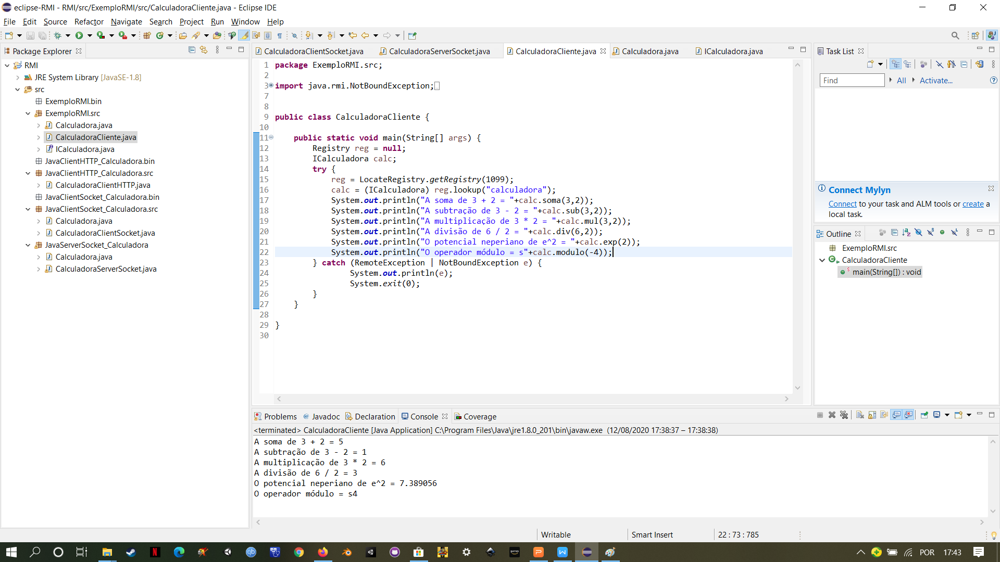 eclipse-RMI - RMI/src/ExemploRMI/src/CalculadoraCliente.java - Eclipse IDE
File Edit Source Refactor Navigate Search Project Run Window Help
Package Explorer
RMI
JRE System Library [JavaSE-1.8]
src
ExemploRMI.bin
ExemploRMI.src
Calculadora.java
CalculadoraCliente.java
ICalculadora.java
JavaClientHTTP_Calculadora.bin
JavaClientHTTP_Calculadora.src
CalculadoraClientHTTP.java
JavaClientSocket_Calculadora.bin
JavaClientSocket_Calculadora.src
Calculadora.java
CalculadoraClientSocket.java
JavaServerSocket_Calculadora
Calculadora.java
CalculadoraServerSocket.java
CalculadoraClientSocket.java CalculadoraServerSocket.java CalculadoraCliente.java Calculadora.java ICalculadora.java
1 package ExemploRMI.src;
2
3 import java.rmi.NotBoundException;
7
8
9 public class CalculadoraCliente {
10
11 public static void main(String[] args) {
12 Registry reg = null;
13 ICalculadora calc;
14 try {
15 reg = LocateRegistry.getRegistry(1099);
16 calc = (ICalculadora) reg.lookup("calculadora");
17 System.out.println("A soma de 3 + 2 = "+calc.soma(3,2));
18 System.out.println("A subtração de 3 - 2 = "+calc.sub(3,2));
19 System.out.println("A multiplicação de 3 * 2 = "+calc.mul(3,2));
20 System.out.println("A divisão de 6 / 2 = "+calc.div(6,2));
21 System.out.println("O potencial neperiano de e^2 = "+calc.exp(2));
22 System.out.println("O operador módulo = s"+calc.modulo(-4));
23 } catch (RemoteException | NotBoundException e) {
24 System.out.println(e);
25 System.exit(0);
26 }
27 }
28
29 }
30
Task List
Find All Activate...
Connect Mylyn
Connect to your task and ALM tools or create a
local task.
Outline
ExemploRMI.src
CalculadoraCliente
main(String[]) : void
Problems Javadoc Declaration Console Coverage
<terminated> CalculadoraCliente [Java Application] C:\Program Files\Java\jre1.8.0_201\bin\javaw.exe (12/08/2020 17:38:37 – 17:38:38)
A soma de 3 + 2 = 5
A subtração de 3 - 2 = 1
A multiplicação de 3 * 2 = 6
A divisão de 6 / 2 = 3
O potencial neperiano de e^2 = 7.389056
O operador módulo = s4
Writable Smart Insert 22 : 73 : 785
POR 17:43